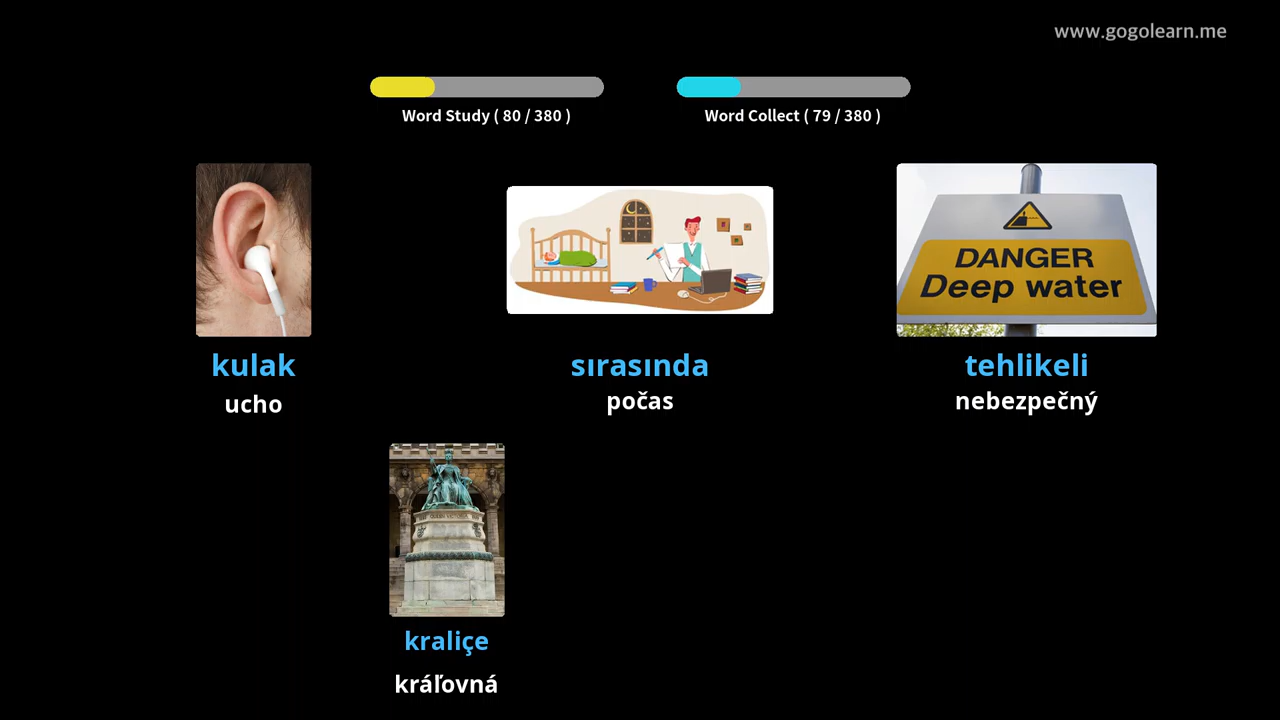 www.gogolearn.me
Word Study ( 80 / 380 )
Word Collect ( 79 / 380 )
DANGER
Deep water
kulak
sırasında
tehlikeli
ucho
počas
nebezpečný
kraliçe
kráľovná